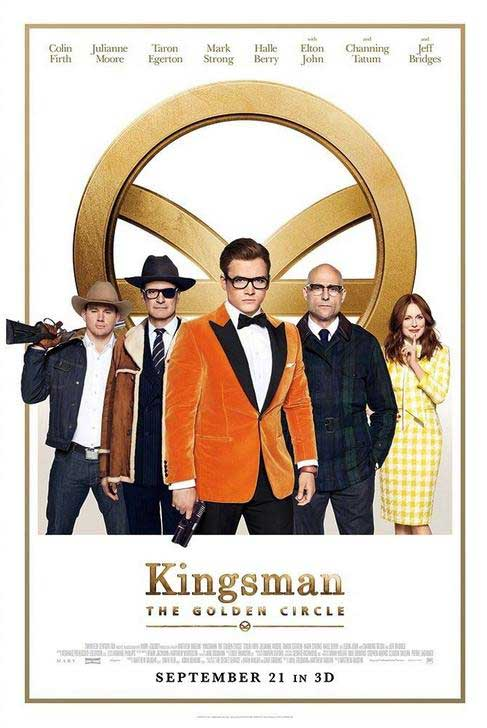 Colin Firth
Julianne Moore
Taron Egerton
Mark Strong
Halle Berry
with Elton John
and Channing Tatum
and Jeff Bridges
Kingsman
THE GOLDEN CIRCLE
SEPTEMBER 21 IN 3D